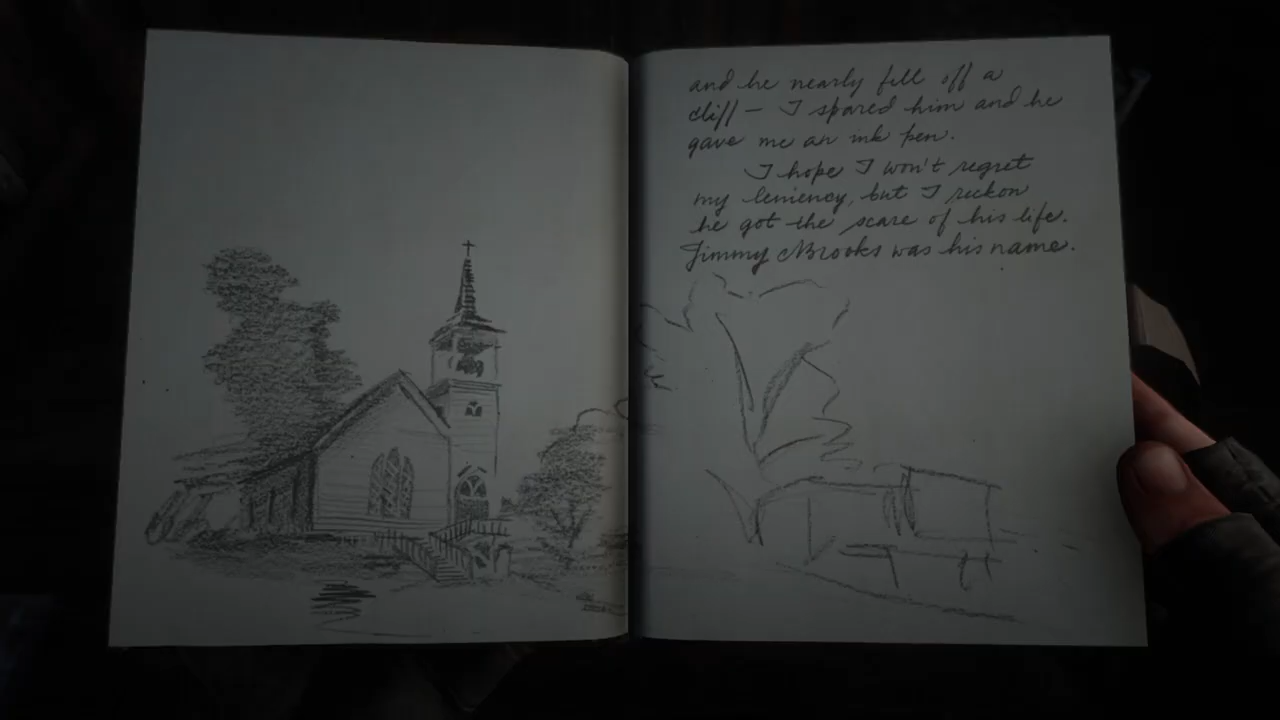 and he nearly fell off a
cliff — I spared him and he
gave me an ink pen.
I hope I won't regret
my leniency, but I reckon
he got the scare of his life.
Jimmy Brooks was his name.